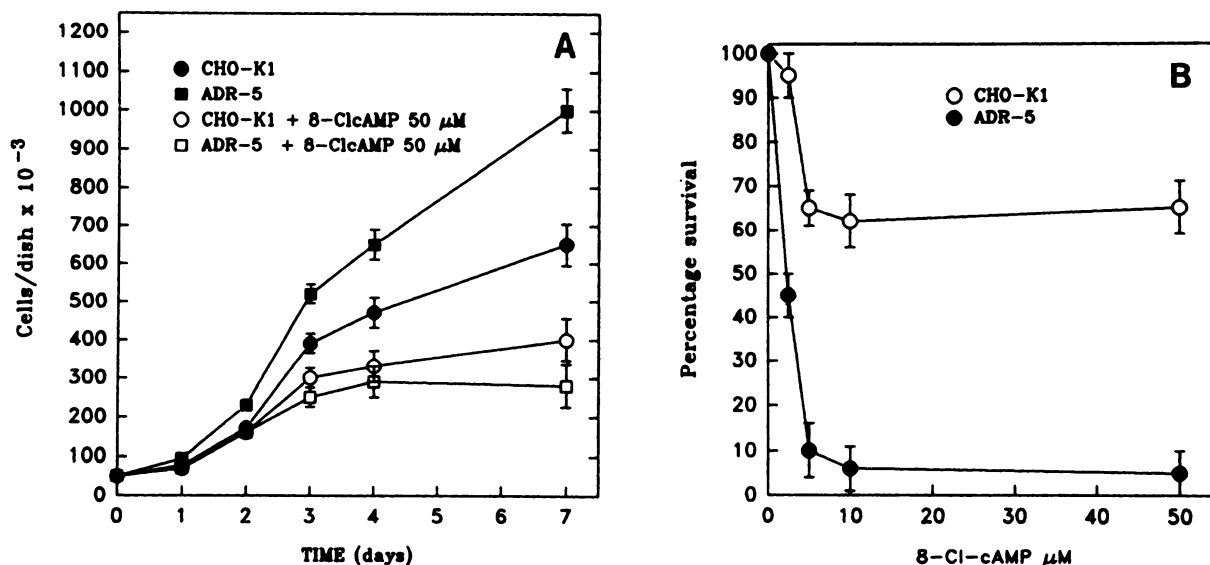 A
Cells/dish x 10⁻³
1200
1100
1000
900
800
700
600
500
400
300
200
100
0
CHO-K1
ADR-5
CHO-K1 + 8-ClcAMP 50 μM
ADR-5 + 8-ClcAMP 50 μM
0 1 2 3 4 5 6 7
TIME (days)
B
Percentage survival
100
90
80
70
60
50
40
30
20
10
0
CHO-K1
ADR-5
0 10 20 30 40 50
8-Cl-cAMP μM